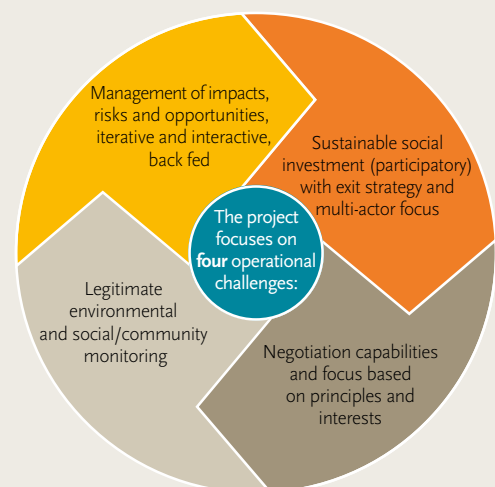 Management of impacts,
risks and opportunities,
iterative and interactive,
back fed
Sustainable social
investment (participatory)
with exit strategy and
multi-actor focus
The project
focuses on
four operational
challenges:
Legitimate
environmental
and social/community
monitoring
Negotiation capabilities
and focus based
on principles and
interests